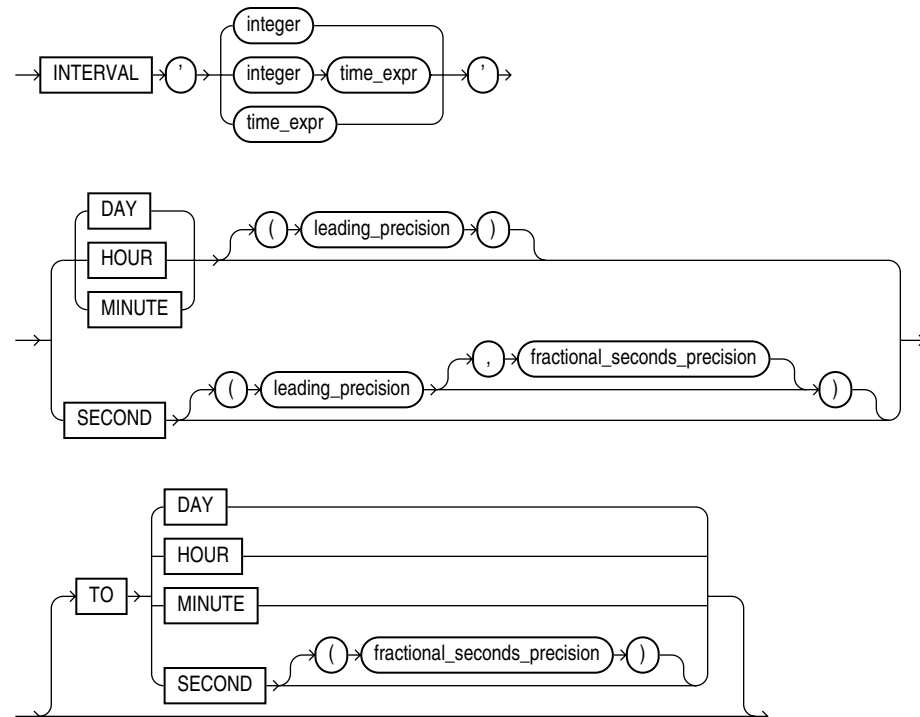 integer
INTERVAL ' integer time_expr '
time_expr
DAY
( leading_precision )
HOUR
MINUTE
, fractional_seconds_precision
( leading_precision )
SECOND
DAY
HOUR
TO
MINUTE
( fractional_seconds_precision )
SECOND